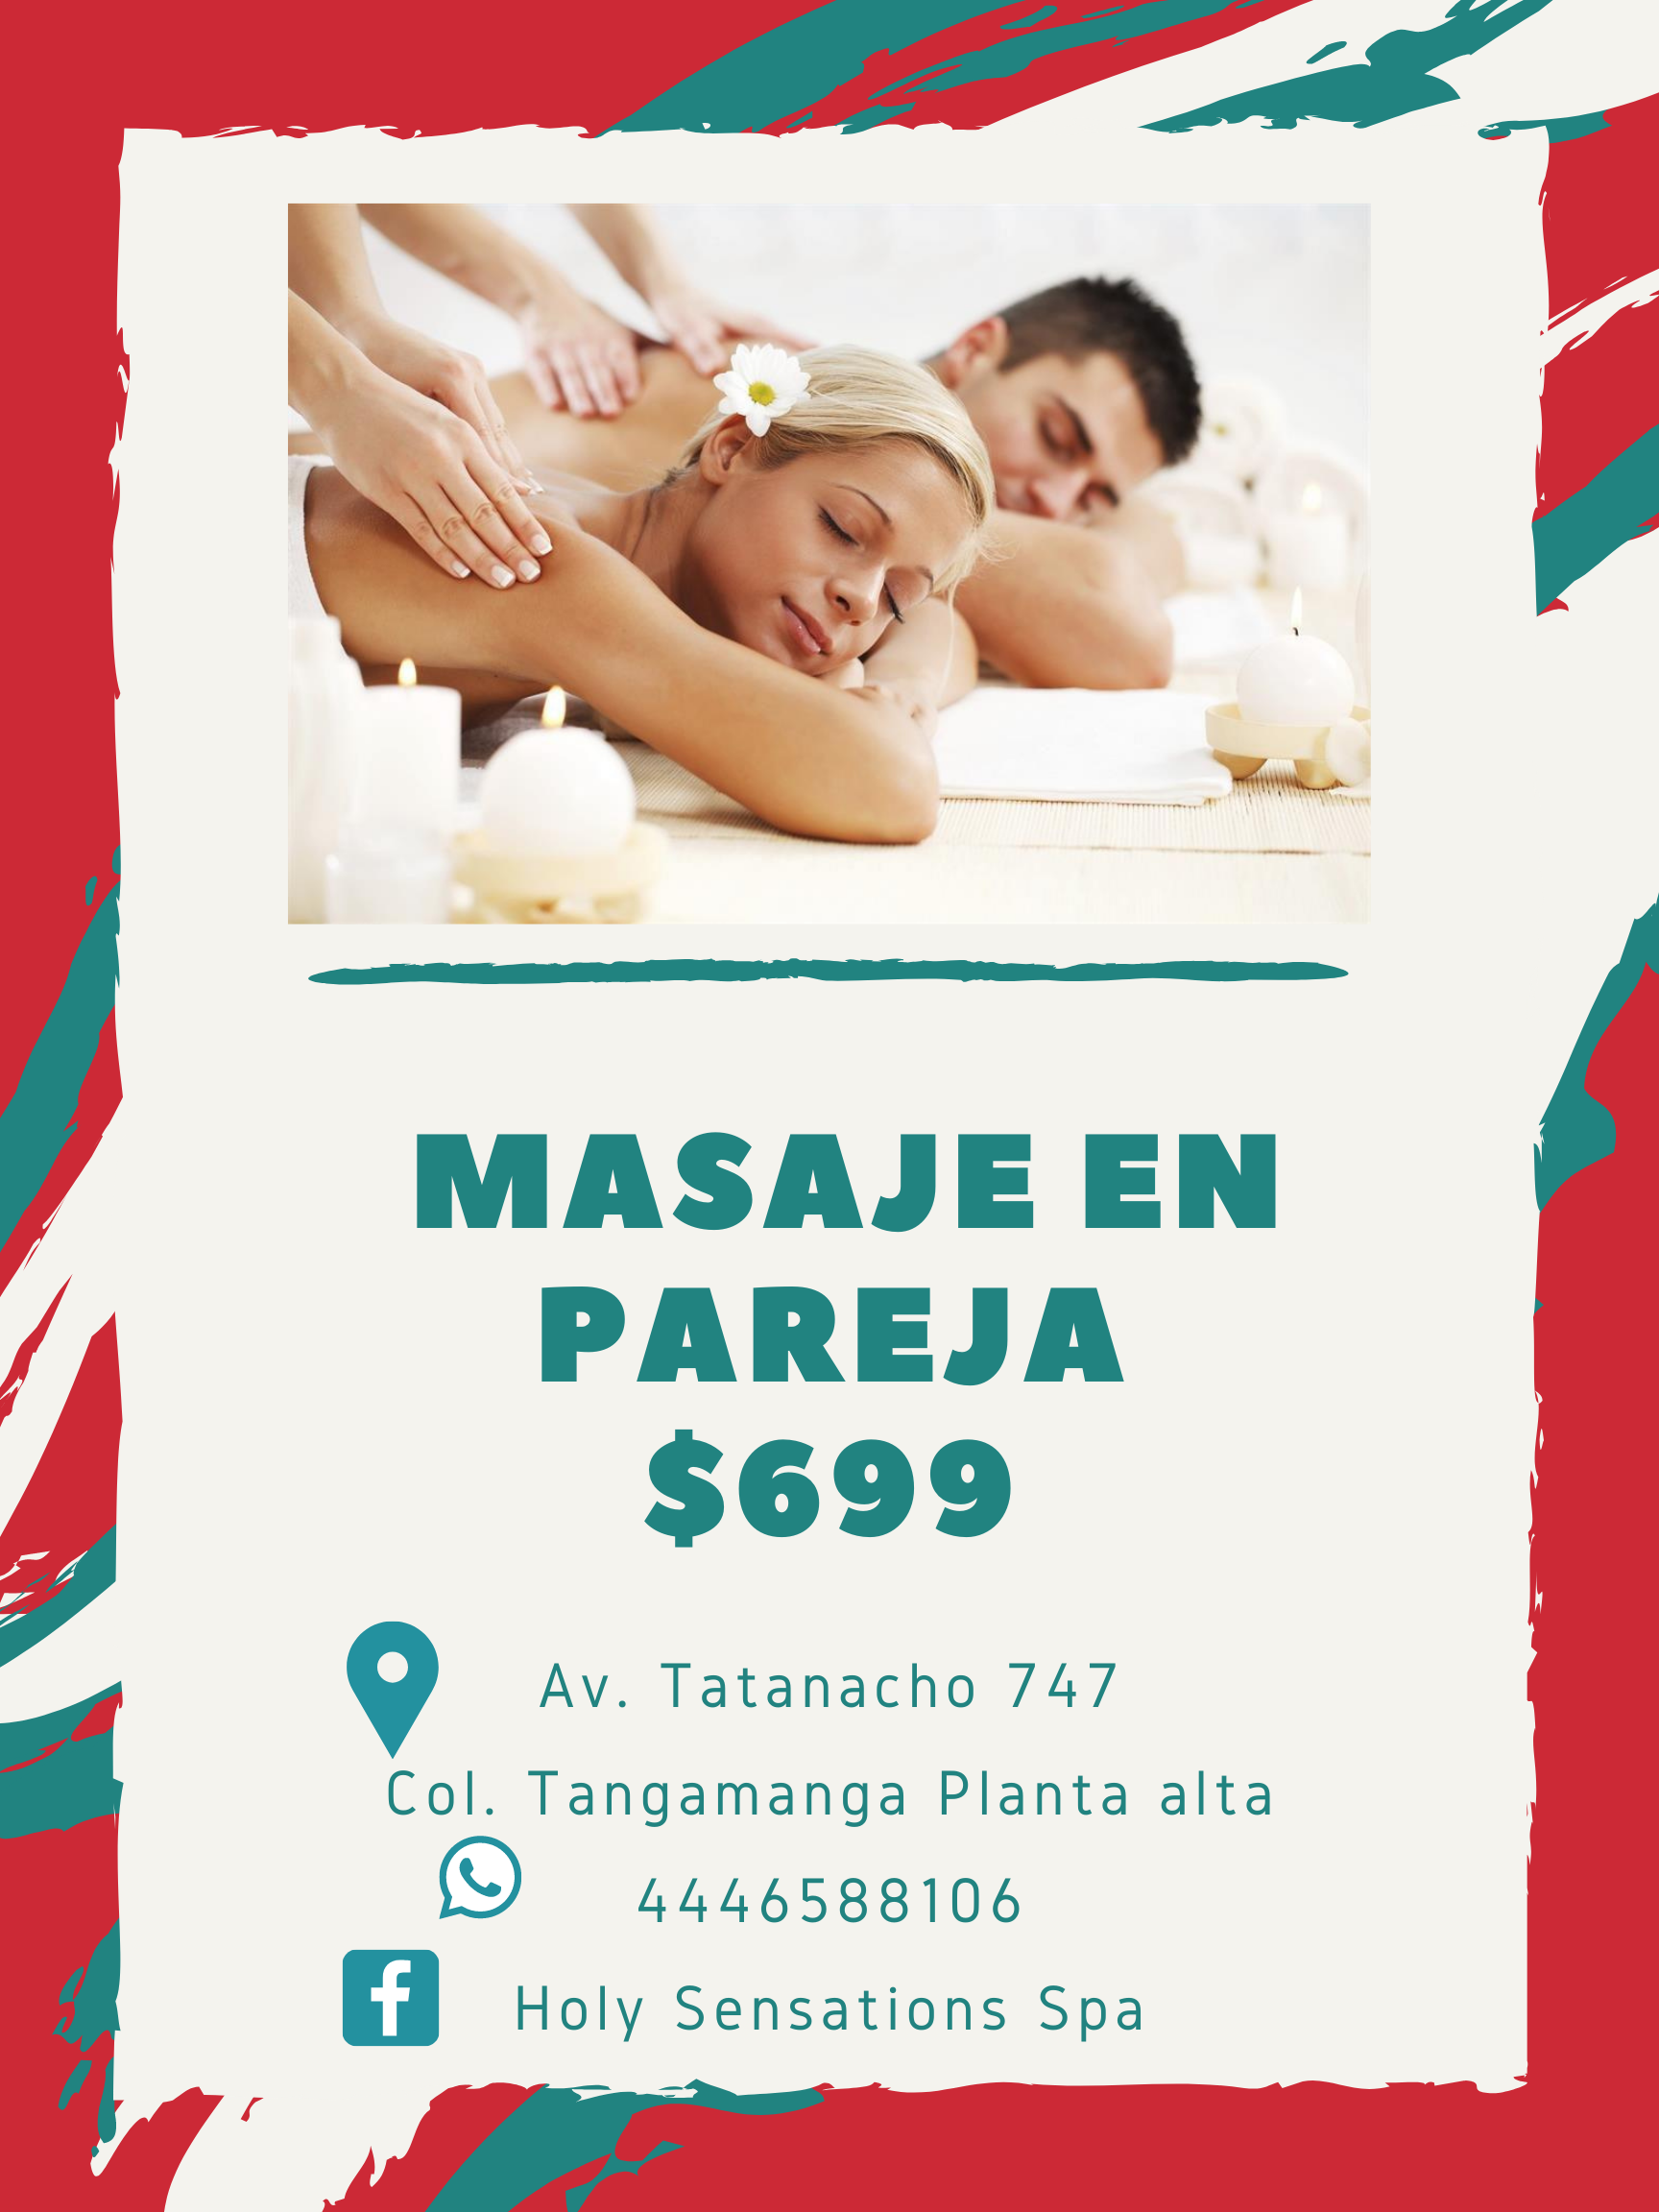 MASAJE EN
PAREJA
$699
Av. Tatanacho 747
Col. Tangamanga Planta alta
4446588106
Holy Sensations Spa